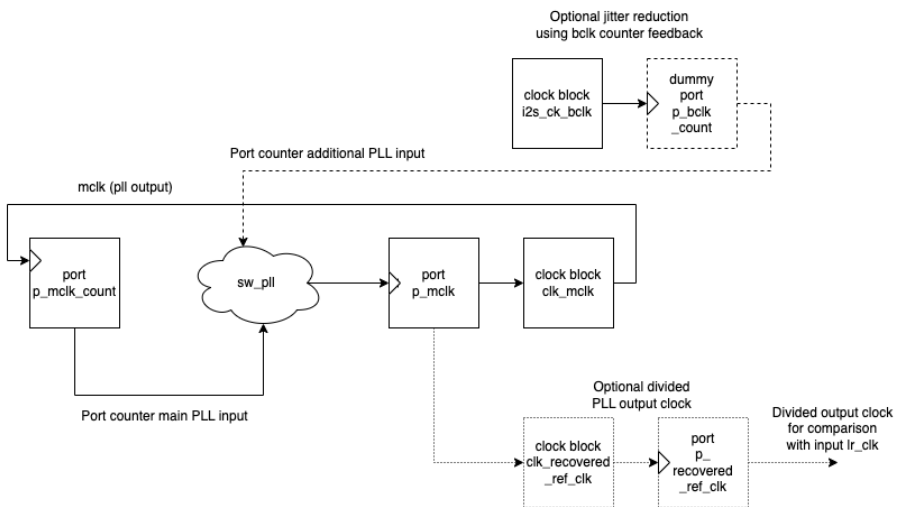 Optional jitter reduction
using bclk counter feedback
clock block
i2s_ck_bclk
dummy
port
p_bclk
_count
Port counter additional PLL input
mclk (pll output)
port
p_mclk_count
sw_pll
port
p_mclk
clock block
clk_mclk
Port counter main PLL input
Optional divided
PLL output clock
clock block
clk_recovered
_ref_clk
port
p_
recovered
_ref_clk
Divided output clock
for comparison
with input lr_clk